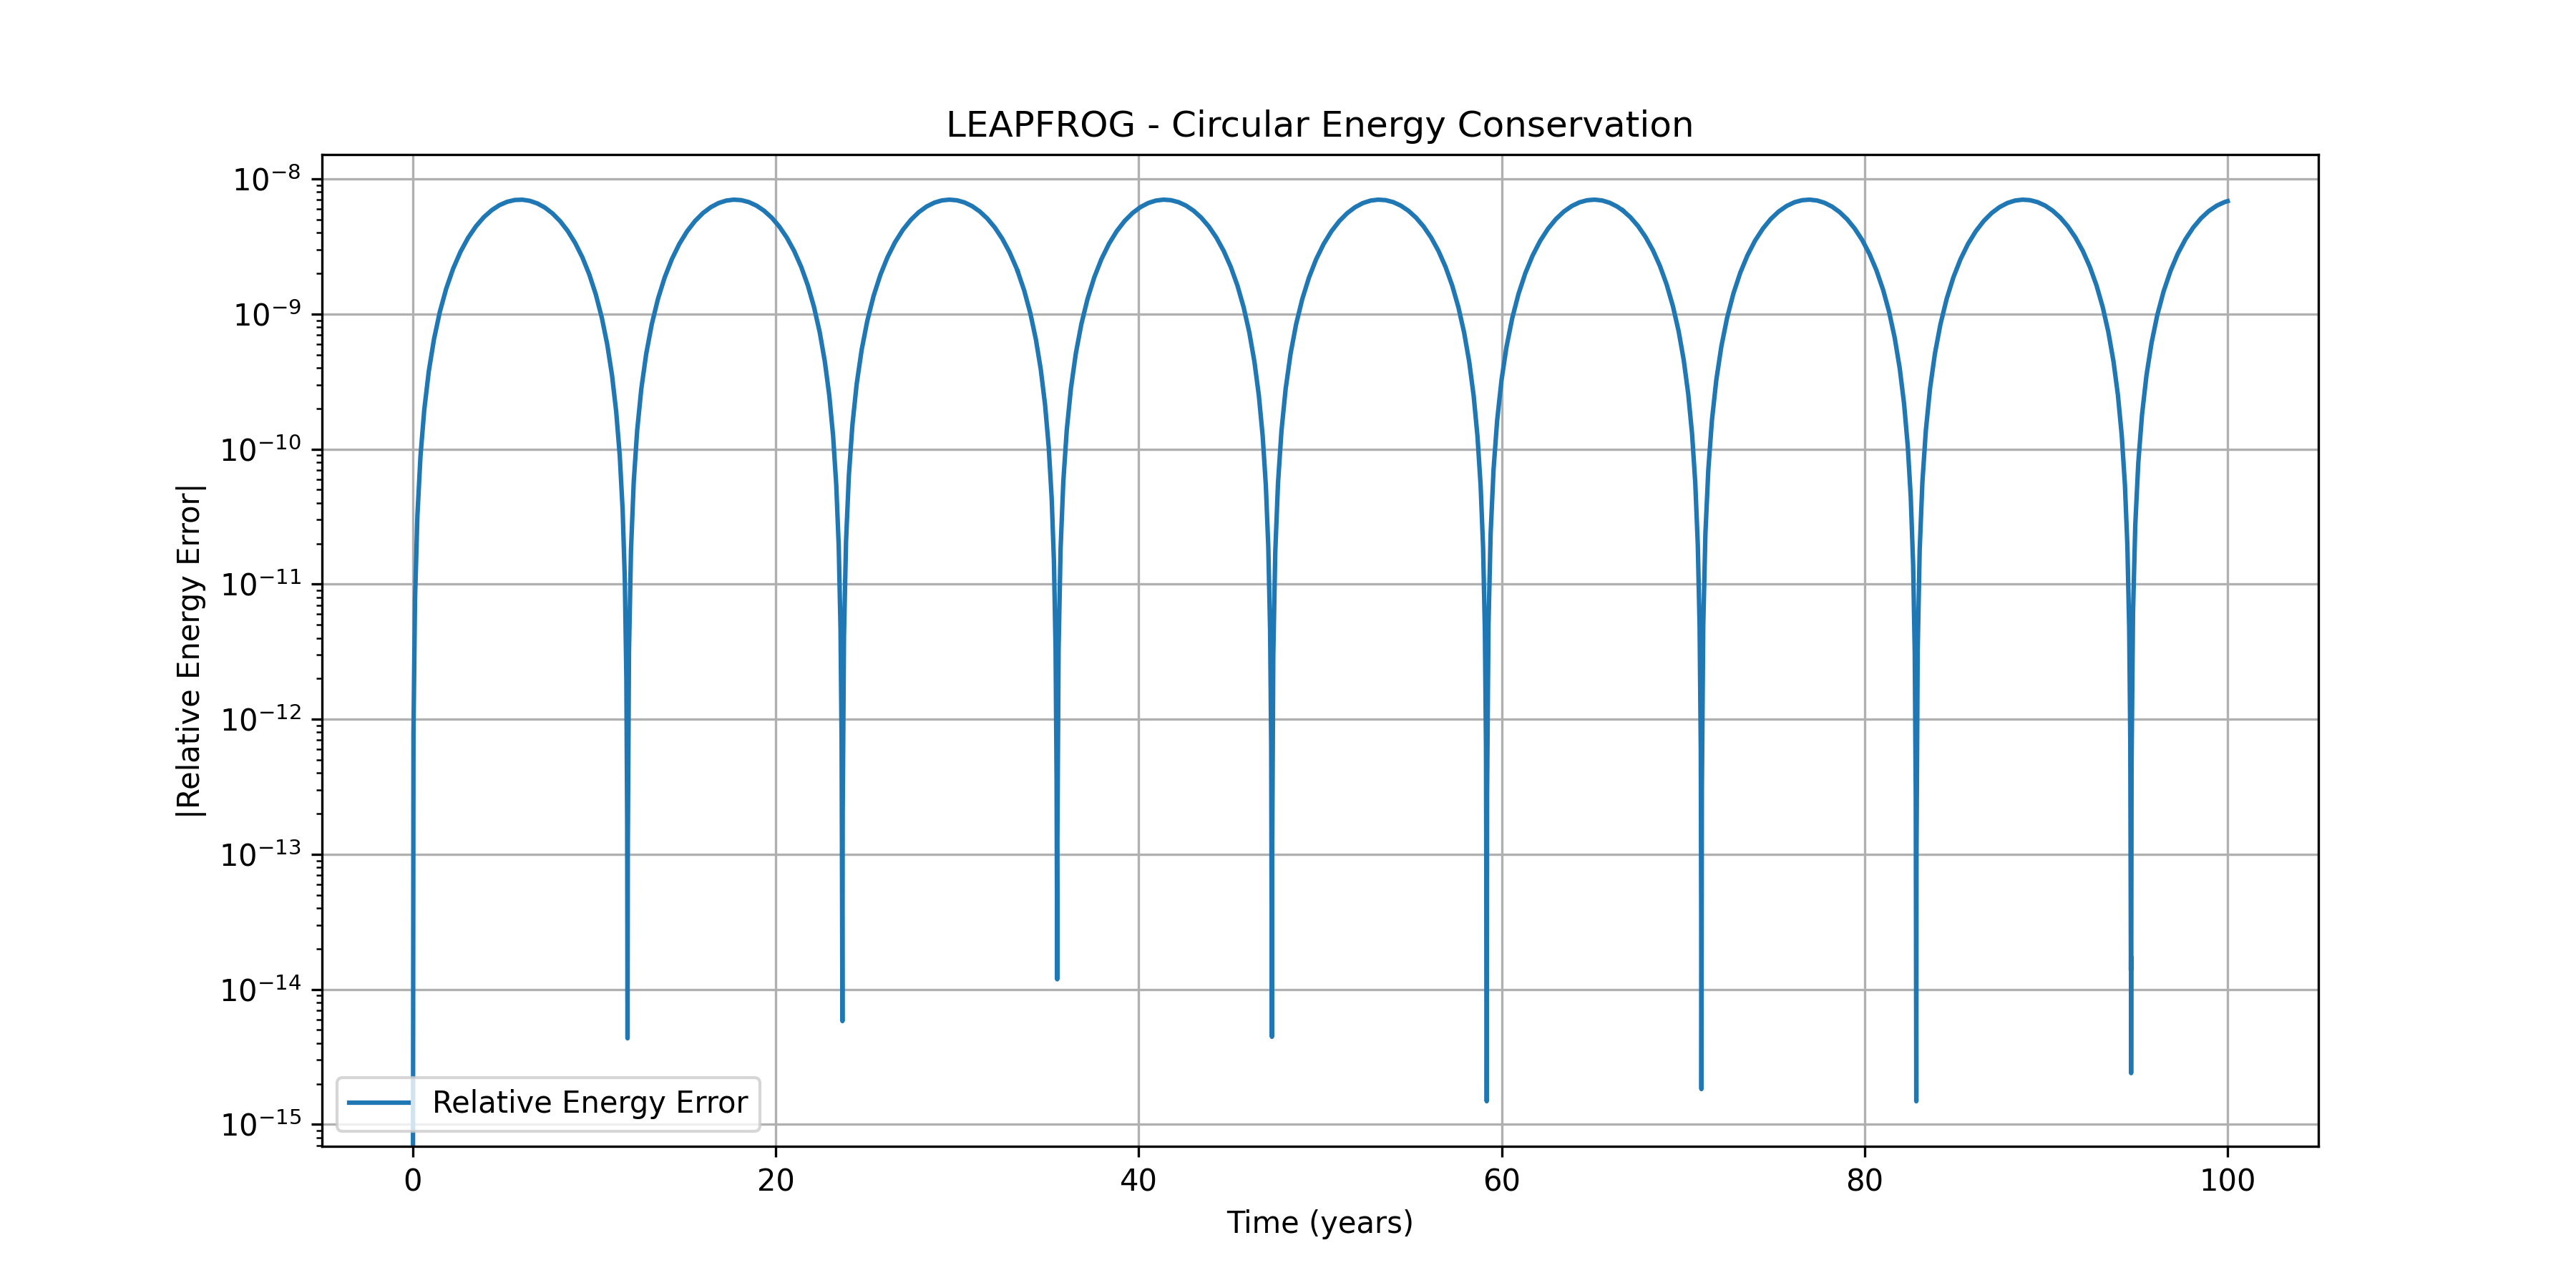 LEAPFROG - Circular Energy Conservation
|Relative Energy Error|
10⁻⁸
10⁻⁹
10⁻¹⁰
10⁻¹¹
10⁻¹²
10⁻¹³
10⁻¹⁴
10⁻¹⁵
Relative Energy Error
0 20 40 60 80 100
Time (years)